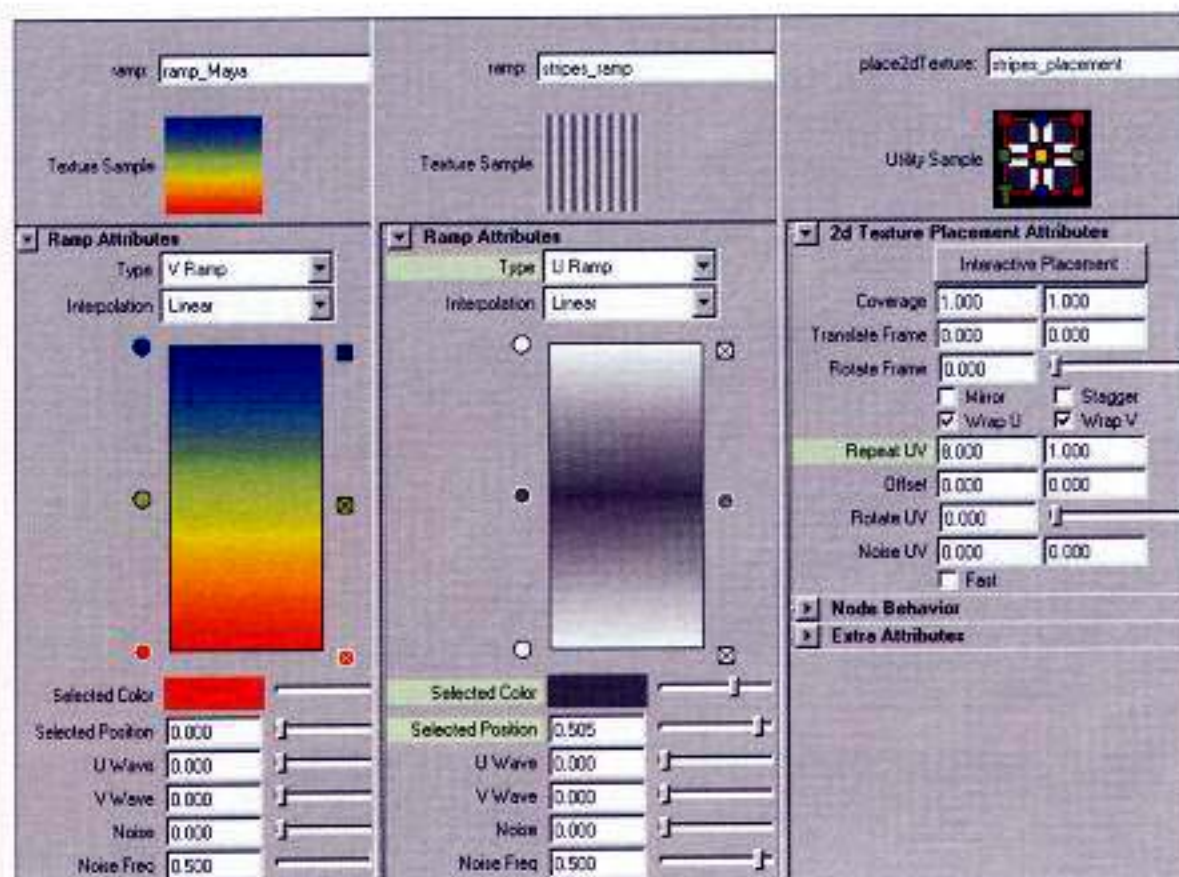 ramp: ramp_Maya
Texture Sample
Ramp Attributes
Type V Ramp
Interpolation Linear
Selected Color
Selected Position 0.000
U Wave 0.000
V Wave 0.000
Noise 0.000
Noise Freq 0.500
ramp: stripes_ramp
Texture Sample
Ramp Attributes
Type U Ramp
Interpolation Linear
Selected Color
Selected Position 0.505
U Wave 0.000
V Wave 0.000
Noise 0.000
Noise Freq 0.500
place2dTexture: stripes_placement
Utility Sample
2d Texture Placement Attributes
Interactive Placement
Coverage 1.000 1.000
Translate Frame 0.000 0.000
Rotate Frame 0.000
Mirror Stagger
Wrap U Wrap V
Repeat UV 8.000 1.000
Offset 0.000 0.000
Rotate UV 0.000
Noise UV 0.000 0.000
Fast
Node Behavior
Extra Attributes